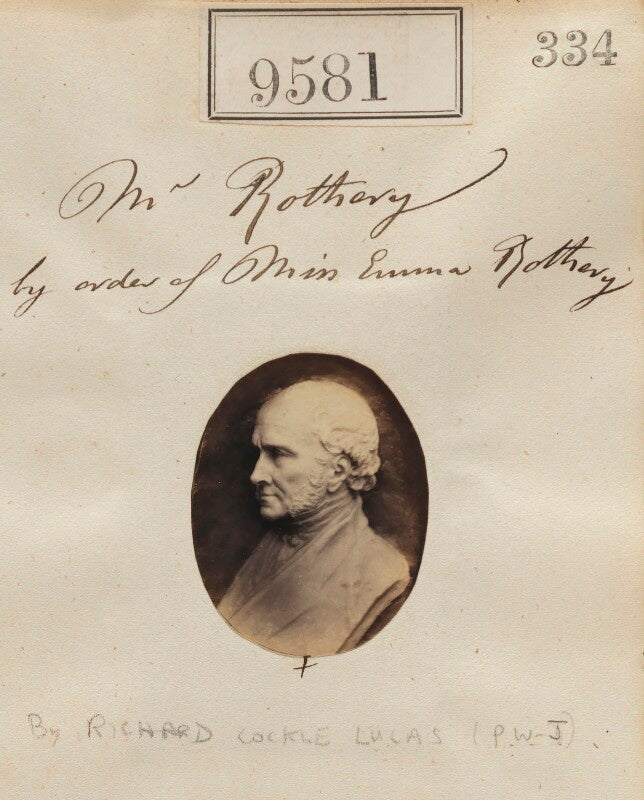 9581
334
Mr Rothery
by order of Miss Emma Rothery
By RICHARD COCKLE LUCAS (P.W-J).